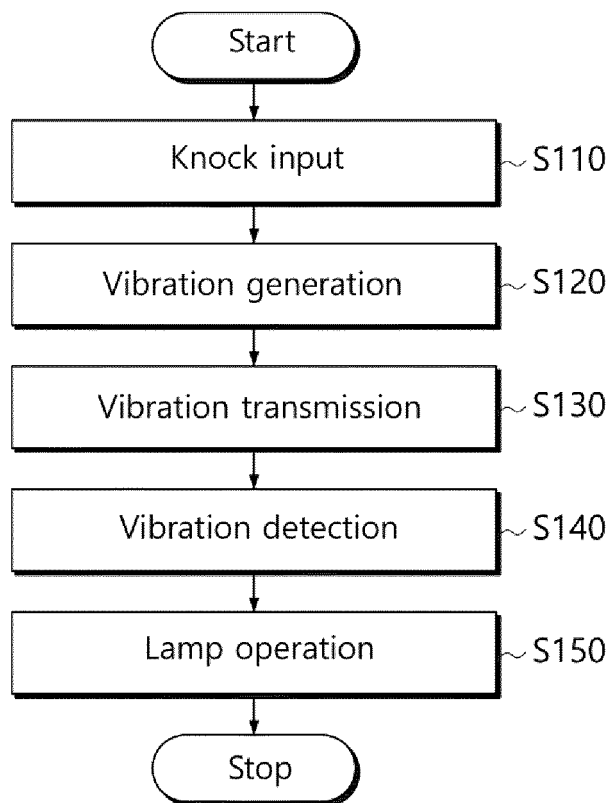 Start
Knock input
S110
Vibration generation
S120
Vibration transmission
S130
Vibration detection
S140
Lamp operation
S150
Stop